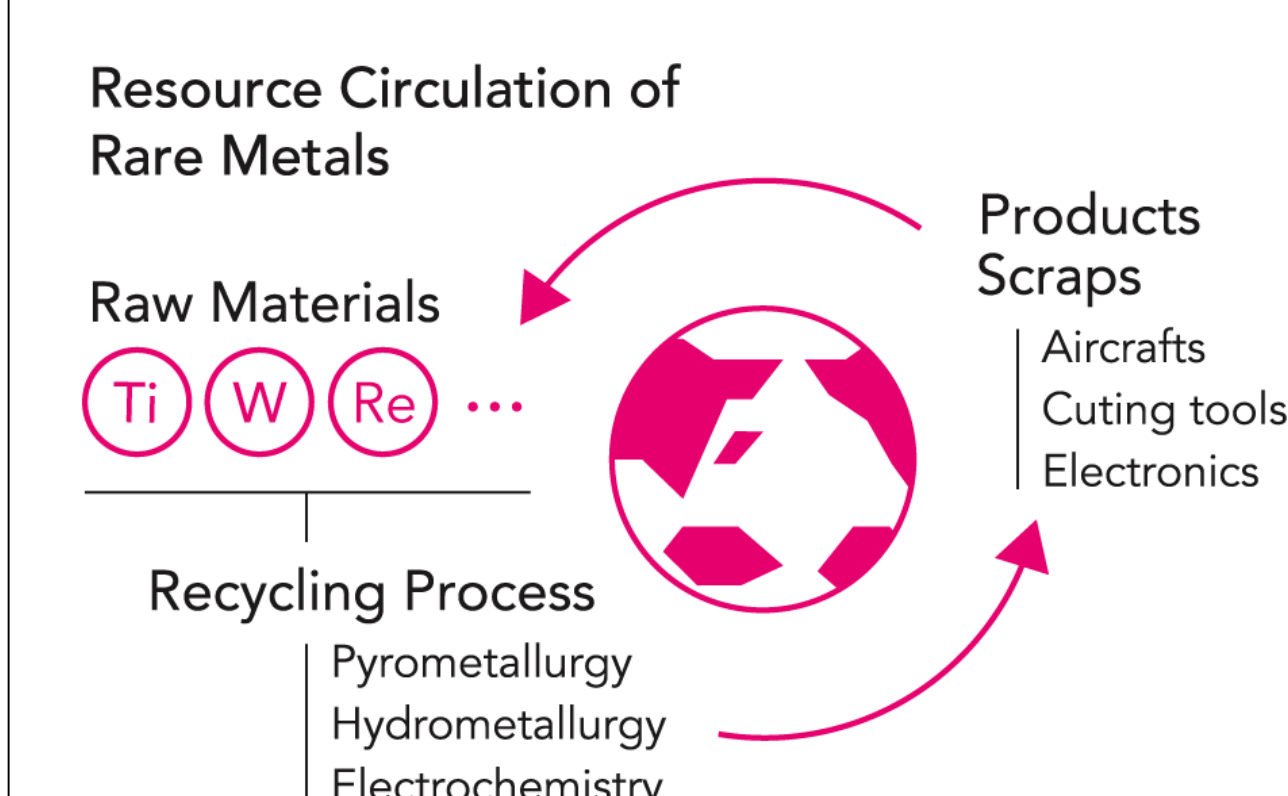 Resource Circulation of
Rare Metals
Raw Materials
Ti W Re ...
Products
Scraps
Aircrafts
Cuting tools
Electronics
Recycling Process
Pyrometallurgy
Hydrometallurgy
Electrochemistry